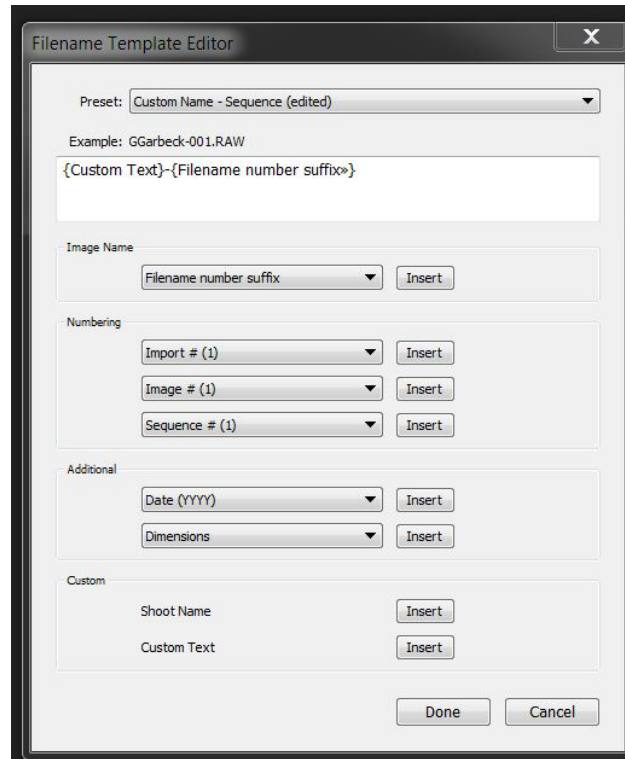 Filename Template Editor
X
Preset: Custom Name - Sequence (edited)
Example: GGarbeck-001.RAW
{Custom Text}-{Filename number suffix»}
Image Name
Filename number suffix Insert
Numbering
Import # (1) Insert
Image # (1) Insert
Sequence # (1) Insert
Additional
Date (YYYY) Insert
Dimensions Insert
Custom
Shoot Name Insert
Custom Text Insert
Done Cancel